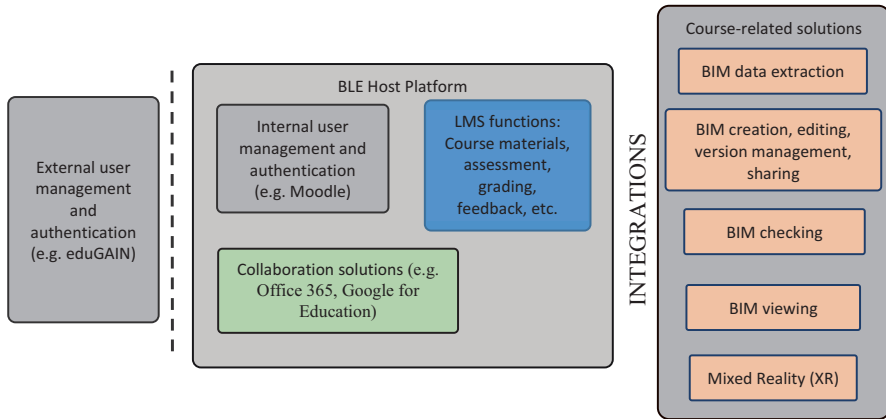 External user
management
and
authentication
(e.g. eduGAIN)
BLE Host Platform
Internal user
management and
authentication
(e.g. Moodle)
LMS functions:
Course materials,
assessment,
grading,
feedback, etc.
Collaboration solutions (e.g.
Office 365, Google for
Education)
INTEGRATIONS
Course-related solutions
BIM data extraction
BIM creation, editing,
version management,
sharing
BIM checking
BIM viewing
Mixed Reality (XR)